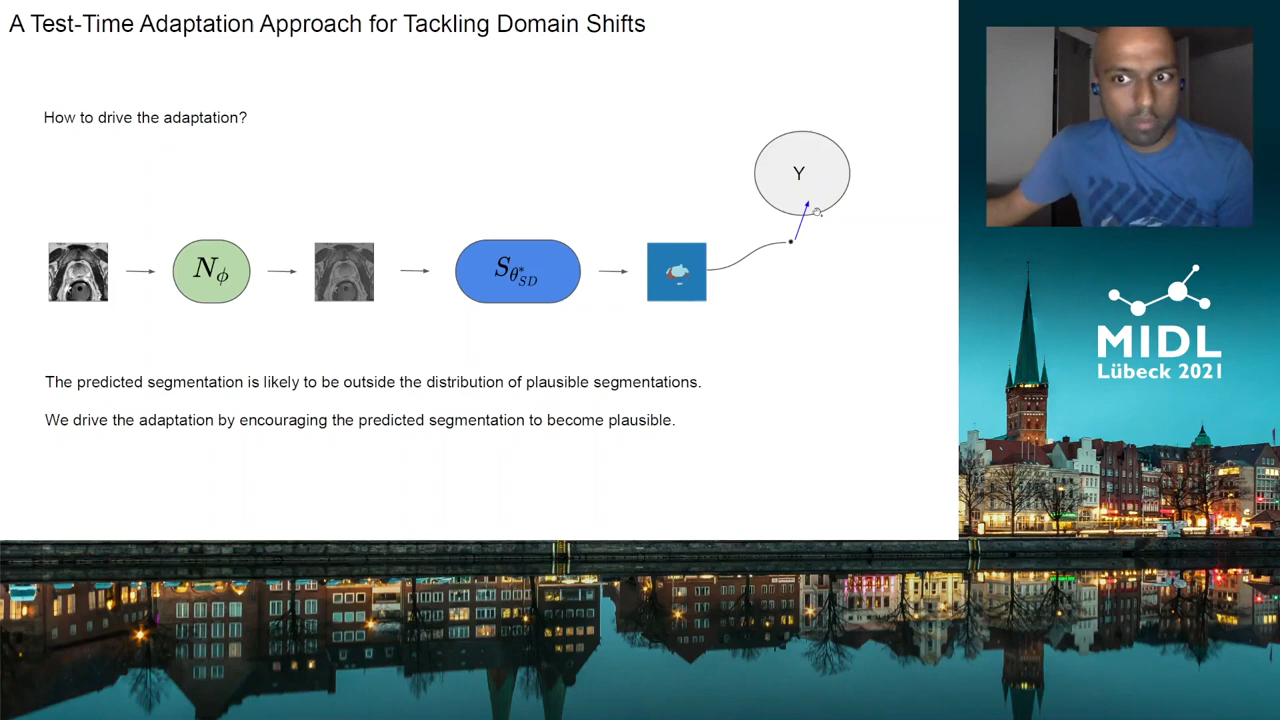 A Test-Time Adaptation Approach for Tackling Domain Shifts
How to drive the adaptation?
Y
N_ϕ
S_{θ^*_{SD}}
The predicted segmentation is likely to be outside the distribution of plausible segmentations.
We drive the adaptation by encouraging the predicted segmentation to become plausible.
MIDL
Lübeck 2021